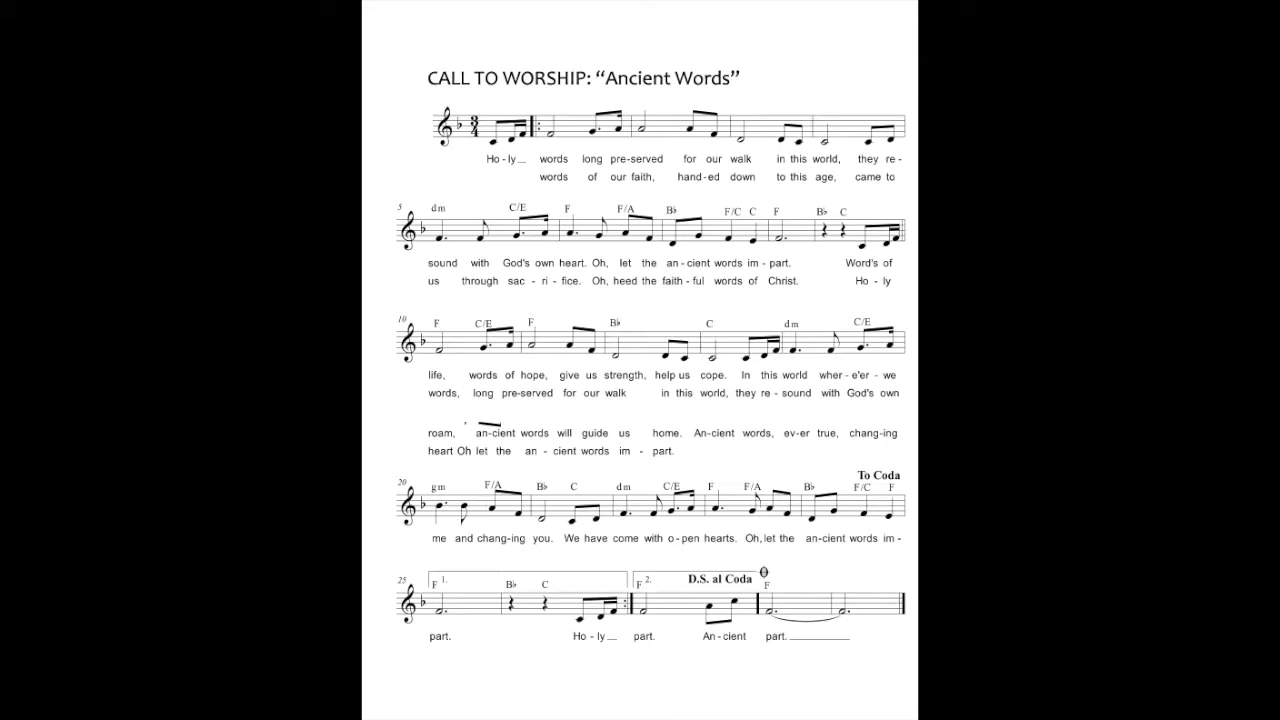 CALL TO WORSHIP: “Ancient Words”
3
4
Ho - ly words long pre-served for our walk in this world, they re -
words of our faith, hand-ed down to this age, came to
5
dm C/E F F/A B♭ F/C C F B♭ C
sound with God's own heart. Oh, let the an-cient words im - part. Word's of
us through sac - ri - fice. Oh, heed the faith - ful words of Christ. Ho - ly
10
F C/E F B♭ C dm C/E
life, words of hope, give us strength, help us cope. In this world wher - e'er - we
words, long pre-served for our walk in this world, they re - sound with God's own
roam, an-cient words will guide us home. An-cient words, ev-er true, chang-ing
heart Oh let the an - cient words im - part.
To Coda
20
gm F/A B♭ C dm C/E F F/A B♭ F/C F
me and chang-ing you. We have come with o-pen hearts. Oh, let the an-cient words im -
25
F 1. B♭ C F 2. D.S. al Coda F
part. Ho - ly part. An - cient part.